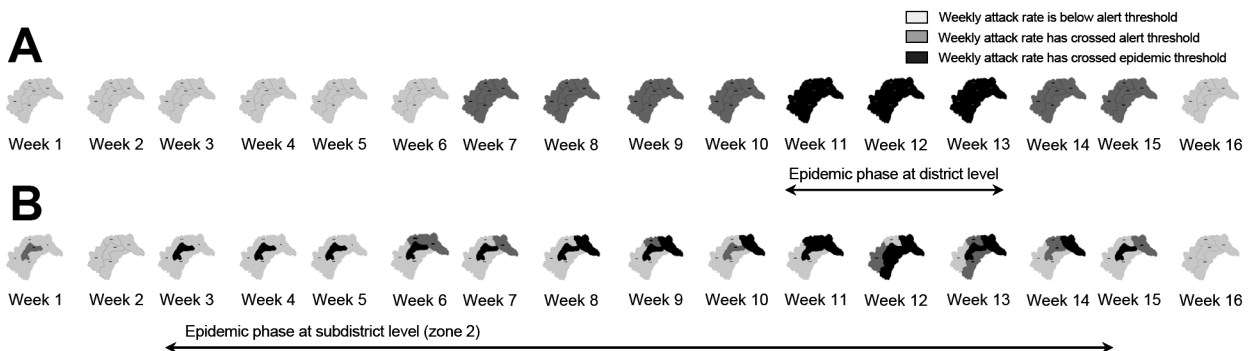 Weekly attack rate is below alert threshold
Weekly attack rate has crossed alert threshold
Weekly attack rate has crossed epidemic threshold
A
Week 1 Week 2 Week 3 Week 4 Week 5 Week 6 Week 7 Week 8 Week 9 Week 10 Week 11 Week 12 Week 13 Week 14 Week 15 Week 16
Epidemic phase at district level
B
Week 1 Week 2 Week 3 Week 4 Week 5 Week 6 Week 7 Week 8 Week 9 Week 10 Week 11 Week 12 Week 13 Week 14 Week 15 Week 16
Epidemic phase at subdistrict level (zone 2)